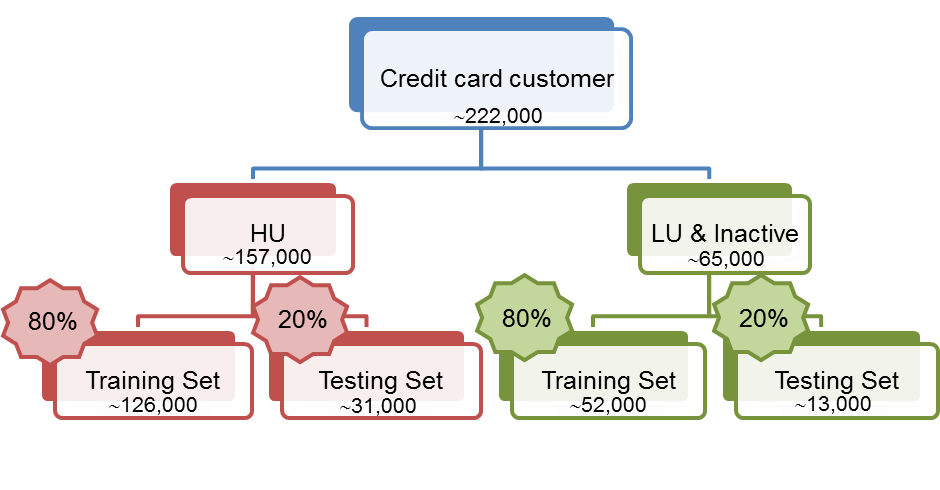 Credit card customer
~222,000
HU
~157,000
LU & Inactive
~65,000
80%
20%
80%
20%
Training Set
~126,000
Testing Set
~31,000
Training Set
~52,000
Testing Set
~13,000